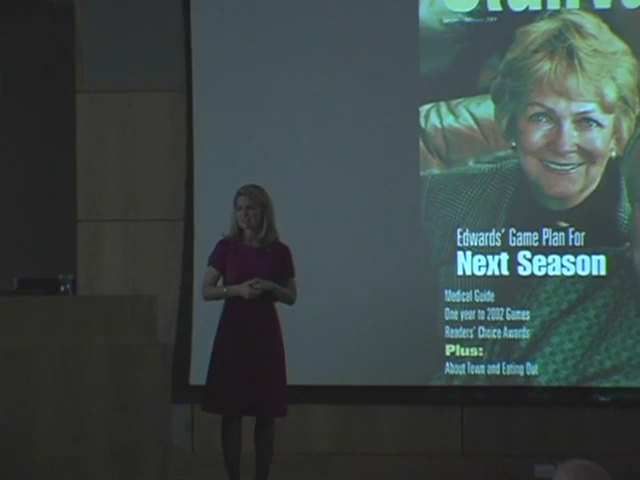 Edwards' Game Plan For
Next Season
Medical Guide
One year to 2002 Games
Readers' Choice Awards
Plus:
About Town and Eating Out